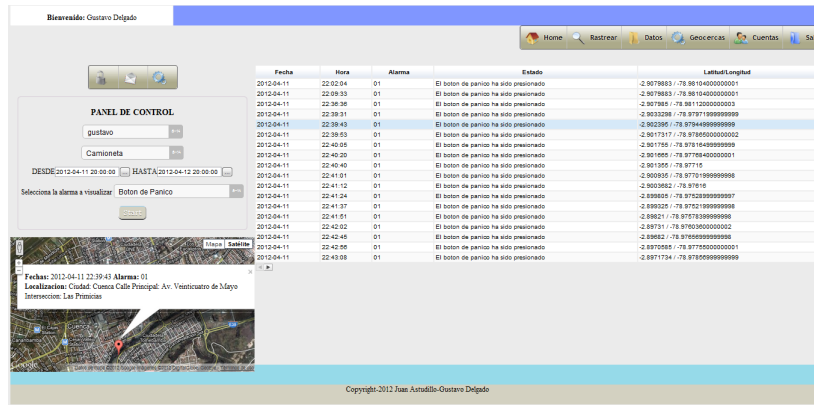 Bienvenido: Gustavo Delgado
Home Rastrear Datos Geocercas Cuentas Sal
PANEL DE CONTROL
gustavo
Camioneta
DESDE 2012-04-11 20:00:00 ... HASTA 2012-04-12 20:00:00 ...
Selecciona la alarma a visualizar Boton de Panico
Fecha Hora Alarma Estado Latitud/Longitud
2012-04-11 22:02:04 01 El boton de panico ha sido presionado -2.9079883 / -78.98104000000001
2012-04-11 22:09:33 01 El boton de panico ha sido presionado -2.9079883 / -78.98104000000001
2012-04-11 22:36:36 01 El boton de panico ha sido presionado -2.907985 / -78.98112000000003
2012-04-11 22:39:31 01 El boton de panico ha sido presionado -2.9033298 / -78.97971999999999
2012-04-11 22:39:43 01 El boton de panico ha sido presionado -2.902395 / -78.97944999999999
2012-04-11 22:39:53 01 El boton de panico ha sido presionado -2.9017317 / -78.97865000000002
2012-04-11 22:40:05 01 El boton de panico ha sido presionado -2.901755 / -78.97816499999999
2012-04-11 22:40:20 01 El boton de panico ha sido presionado -2.901665 / -78.97768400000001
2012-04-11 22:40:40 01 El boton de panico ha sido presionado -2.901355 / -78.97715
2012-04-11 22:41:01 01 El boton de panico ha sido presionado -2.900935 / -78.97701999999998
2012-04-11 22:41:12 01 El boton de panico ha sido presionado -2.9003682 / -78.97616
2012-04-11 22:41:24 01 El boton de panico ha sido presionado -2.899805 / -78.97528999999997
2012-04-11 22:41:37 01 El boton de panico ha sido presionado -2.899325 / -78.97521999999998
2012-04-11 22:41:51 01 El boton de panico ha sido presionado -2.89821 / -78.97578399999998
2012-04-11 22:42:02 01 El boton de panico ha sido presionado -2.89731 / -78.97603600000002
2012-04-11 22:42:45 01 El boton de panico ha sido presionado -2.89682 / -78.97666999999998
2012-04-11 22:42:56 01 El boton de panico ha sido presionado -2.8970585 / -78.97755000000001
2012-04-11 22:43:08 01 El boton de panico ha sido presionado -2.8971734 / -78.97856999999999
Mapa Satélite
Fechas: 2012-04-11 22:39:43 Alarma: 01
Localizacion: Ciudad: Cuenca Calle Principal: Av. Veinticuatro de Mayo
Interseccion: Las Primicias
Copyright-2012 Juan Astudillo-Gustavo Delgado